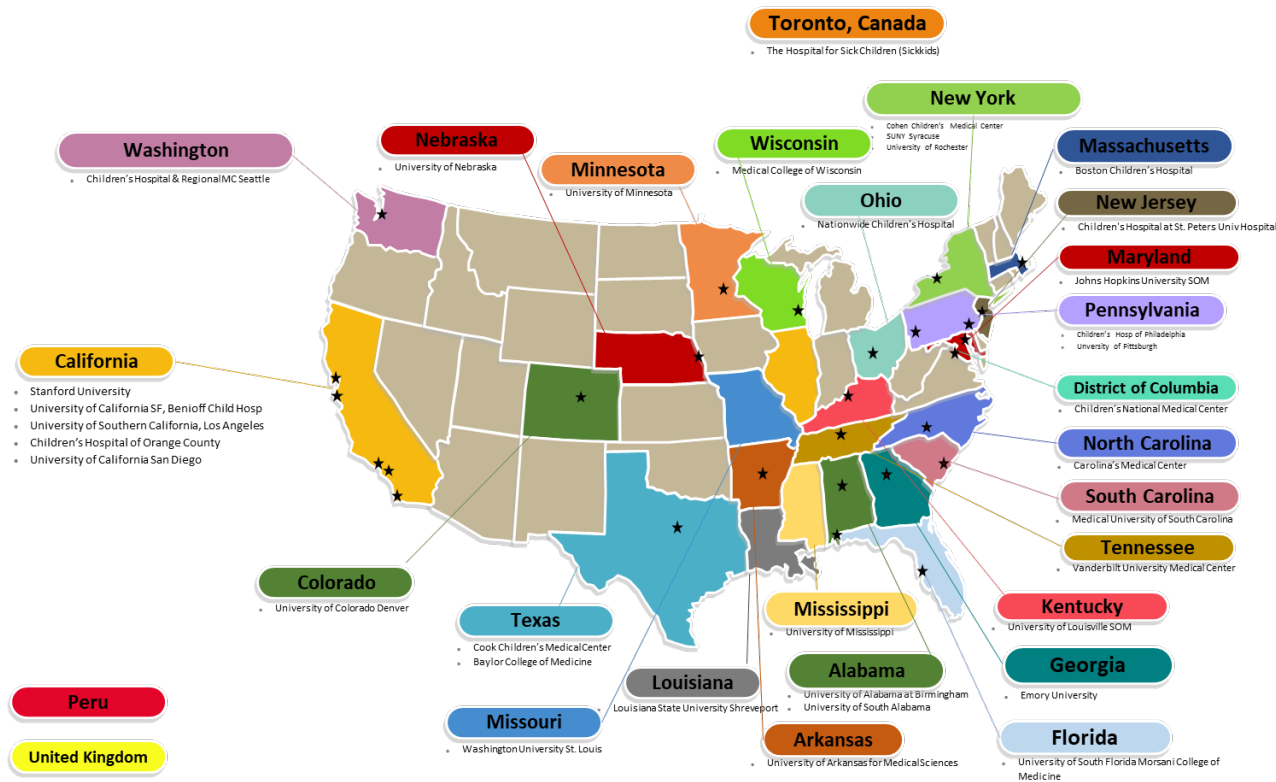 Toronto, Canada
The Hospital for Sick Children (Sickkids)
New York
Cohen Children's Medical Center
SUNY Syracuse
University of Rochester
Washington
Children's Hospital & Regional MC Seattle
Nebraska
University of Nebraska
Minnesota
University of Minnesota
Wisconsin
Medical College of Wisconsin
Ohio
Nationwide Children's Hospital
Massachusetts
Boston Children's Hospital
New Jersey
Children's Hospital at St. Peters Univ Hospital
Maryland
Johns Hopkins University SOM
Pennsylvania
Children's Hosp of Philadelphia
Unversity of Pittsburgh
California
Stanford University
University of California SF, Benioff Child Hosp
University of Southern California, Los Angeles
Children's Hospital of Orange County
University of California San Diego
District of Columbia
Children's National Medical Center
North Carolina
Carolina's Medical Center
South Carolina
Medical University of South Carolina
Tennessee
Vanderbilt University Medical Center
Colorado
University of Colorado Denver
Texas
Cook Children's Medical Center
Baylor College of Medicine
Mississippi
University of Mississippi
Kentucky
University of Louisville SOM
Louisiana
Louisiana State University Shreveport
Alabama
University of Alabama at Birmingham
University of South Alabama
Georgia
Emory University
Peru
United Kingdom
Missouri
Washington University St. Louis
Arkansas
University of Arkansas for Medical Sciences
Florida
University of South Florida Morsani College of
Medicine